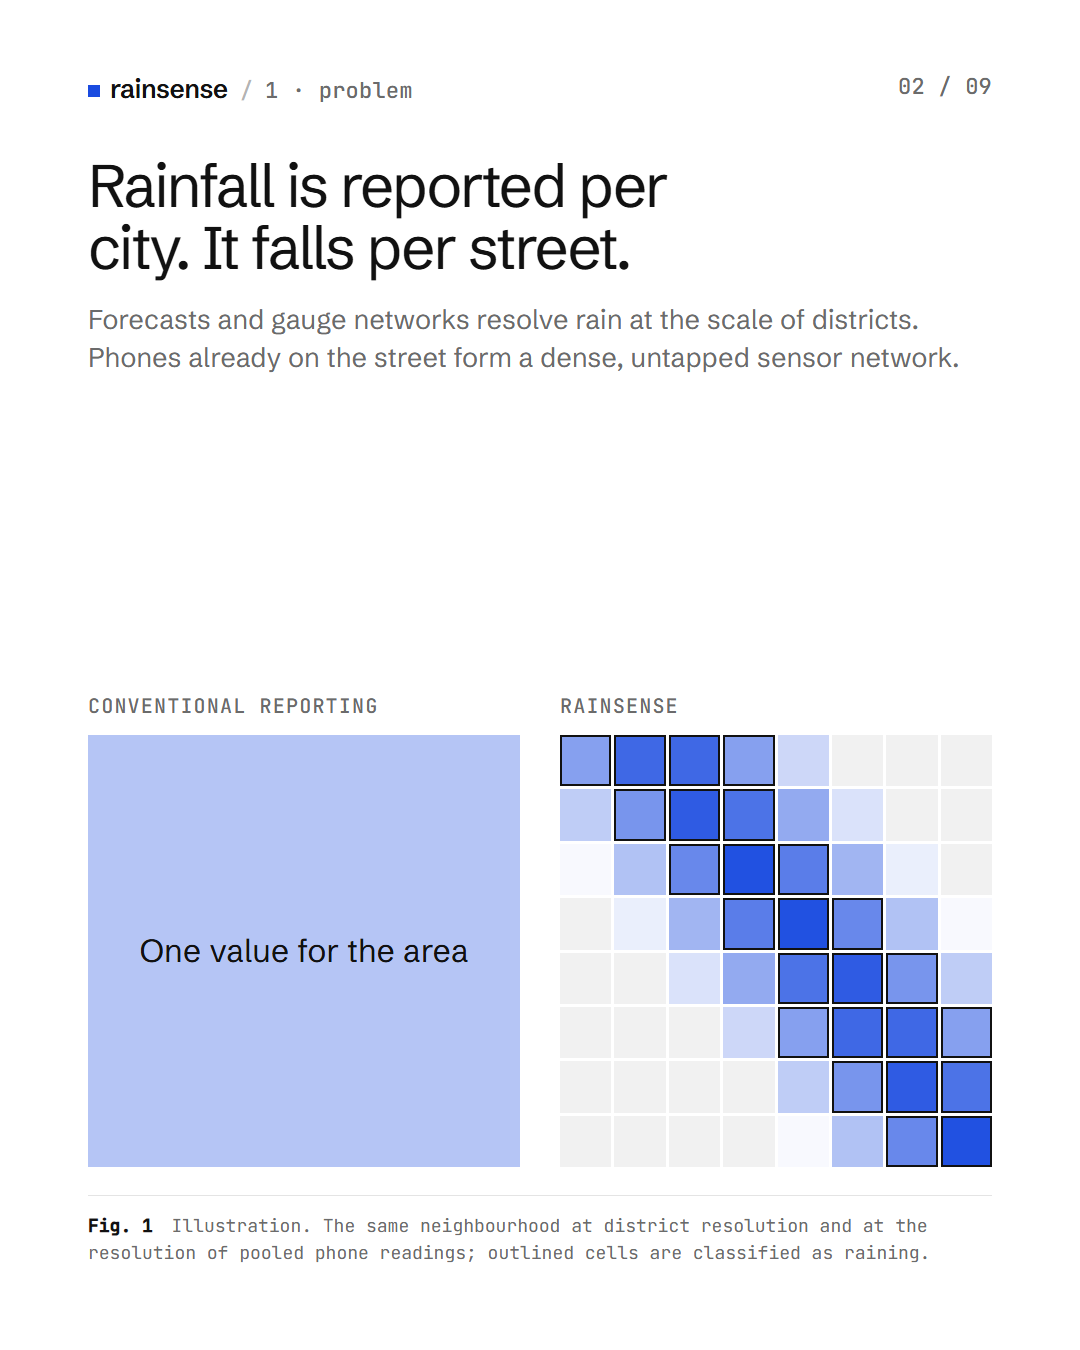 rainsense / 1 · problem
02 / 09
Rainfall is reported per
city. It falls per street.
Forecasts and gauge networks resolve rain at the scale of districts.
Phones already on the street form a dense, untapped sensor network.
CONVENTIONAL REPORTING
RAINSENSE
One value for the area
Fig. 1 Illustration. The same neighbourhood at district resolution and at the
resolution of pooled phone readings; outlined cells are classified as raining.